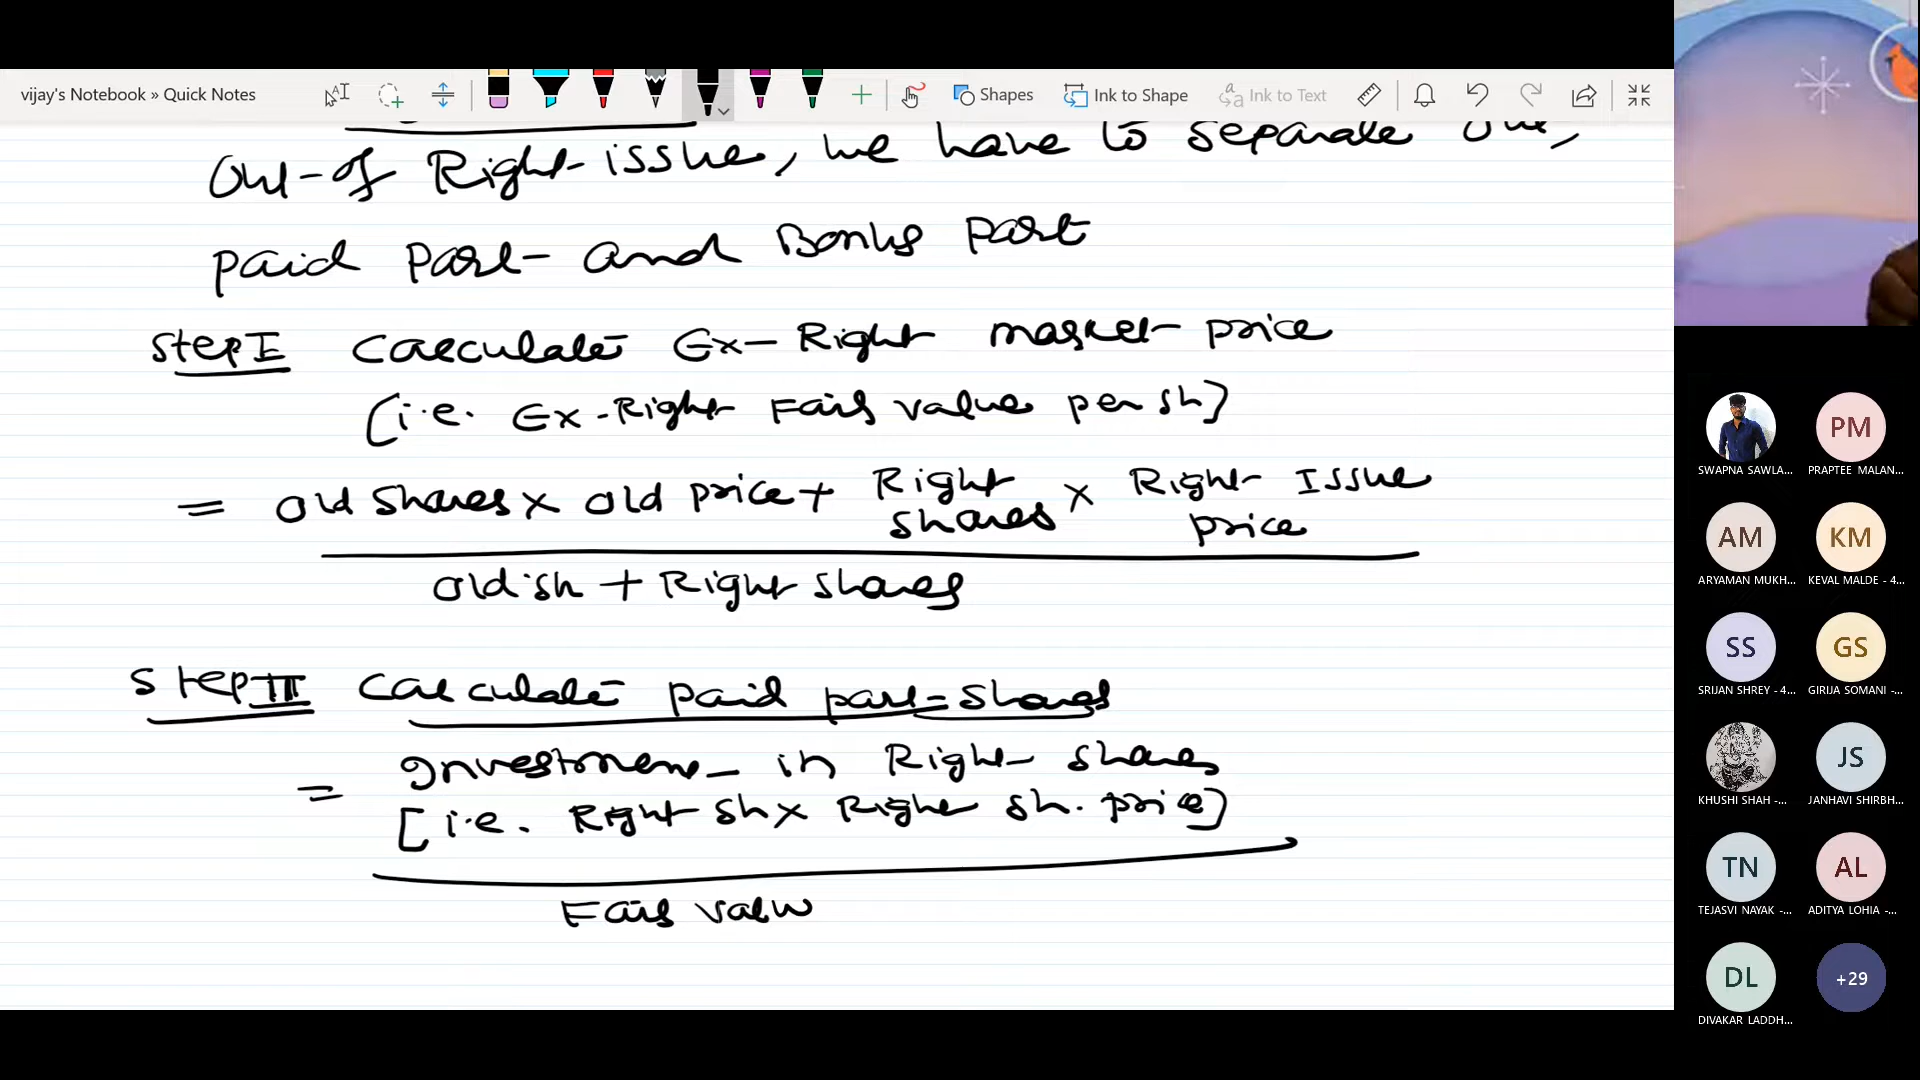 vijay's Notebook » Quick Notes
Shapes
Ink to Shape
Ink to Text
Out-of Right issue, we have to separate out,
paid part and Bonus part
Step I Calculate Ex-Right market price
[i.e. Ex-Right Fair value per sh]
= Old shares × Old price + Right shares × Right Issue price
Old sh + Right shares
Step II Calculate paid part shares
= Investment in Right shares
[i.e. Right sh × Right sh. price]
Fair valu
SWAPNA SAWLA...
PM
PRAPTEE MALAN...
AM
ARYAMAN MUKH...
KM
KEVAL MALDE - 4...
SS
SRIJAN SHREY - 4...
GS
GIRIJA SOMANI -...
KHUSHI SHAH -...
JS
JANHAVI SHIRBH...
TN
TEJASVI NAYAK -...
AL
ADITYA LOHIA -...
DL
DIVAKAR LADDH...
+29